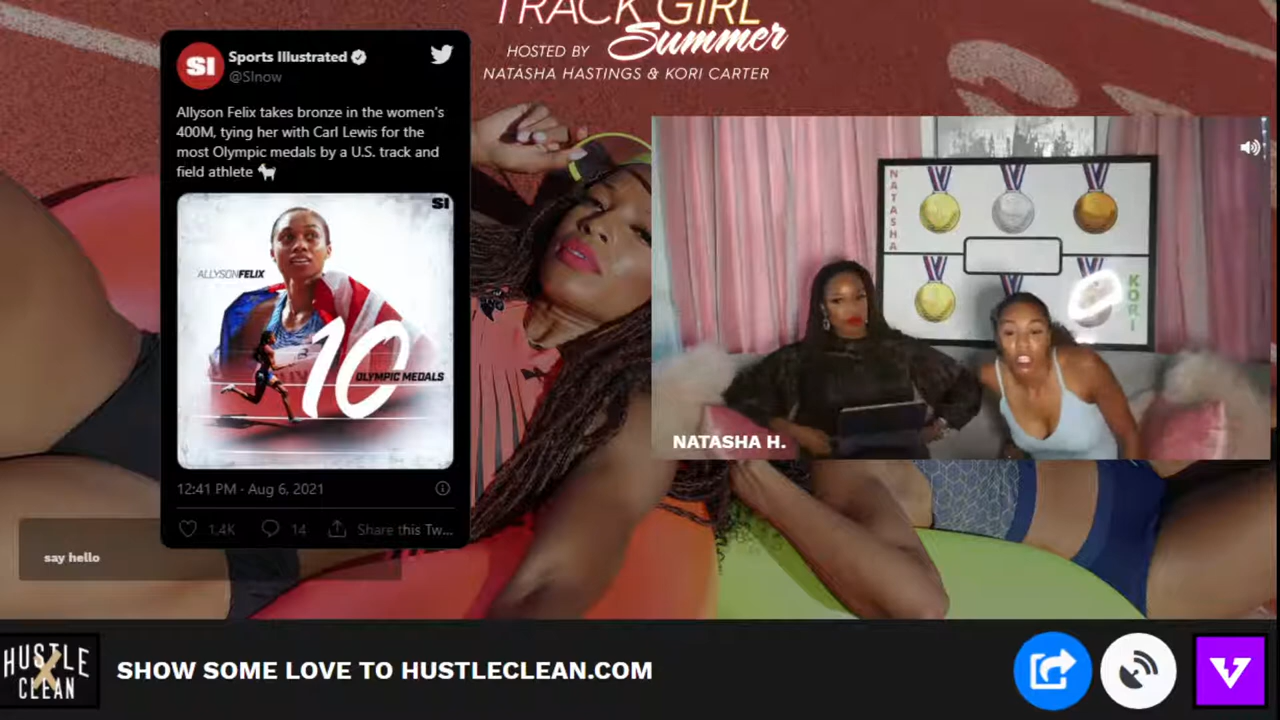 TRACK GIRL
Summer
HOSTED BY
NATASHA HASTINGS & KORI CARTER
SI
Sports Illustrated
@SInow
Allyson Felix takes bronze in the women's
400M, tying her with Carl Lewis for the
most Olympic medals by a U.S. track and
field athlete
SI
ALLYSONFELIX
10
OLYMPIC MEDALS
12:41 PM · Aug 6, 2021
1.4K
14
Share this Tw...
say hello
NATASHA
KORI
NATASHA H.
HUSTLE
CLEAN
SHOW SOME LOVE TO HUSTLECLEAN.COM